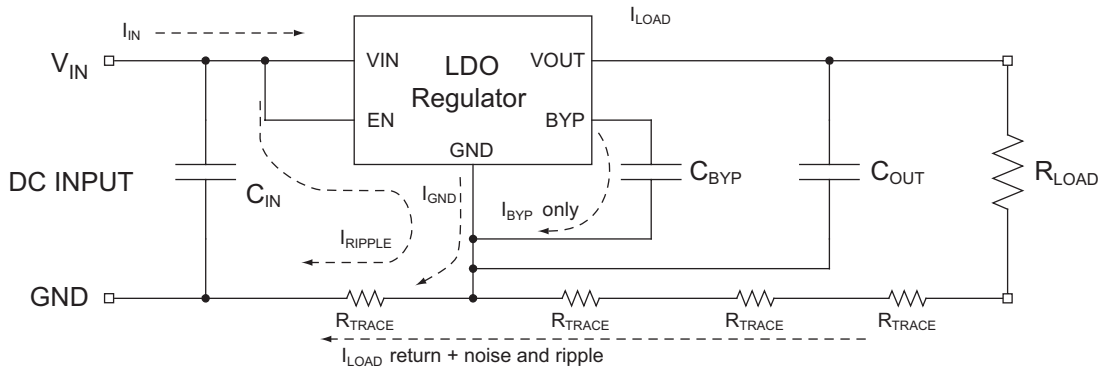 I_IN
I_LOAD
V_IN
VIN
LDO
Regulator
VOUT
EN
BYP
GND
DC INPUT
C_IN
I_GND
I_BYP only
C_BYP
C_OUT
R_LOAD
I_RIPPLE
GND
R_TRACE
R_TRACE
R_TRACE
R_TRACE
I_LOAD return + noise and ripple